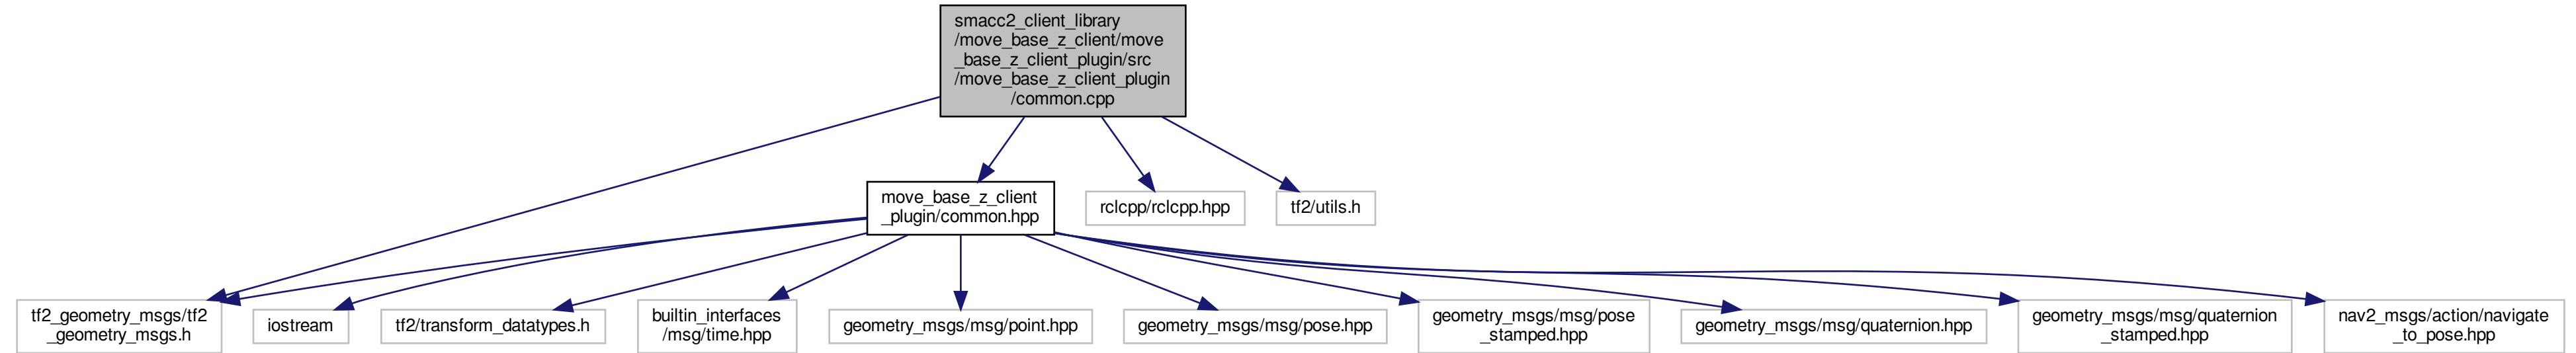 smacc2_client_library
/move_base_z_client/move
_base_z_client_plugin/src
/move_base_z_client_plugin
/common.cpp
move_base_z_client
_plugin/common.hpp
rclcpp/rclcpp.hpp
tf2/utils.h
tf2_geometry_msgs/tf2
_geometry_msgs.h
iostream
tf2/transform_datatypes.h
builtin_interfaces
/msg/time.hpp
geometry_msgs/msg/point.hpp
geometry_msgs/msg/pose.hpp
geometry_msgs/msg/pose
_stamped.hpp
geometry_msgs/msg/quaternion.hpp
geometry_msgs/msg/quaternion
_stamped.hpp
nav2_msgs/action/navigate
_to_pose.hpp